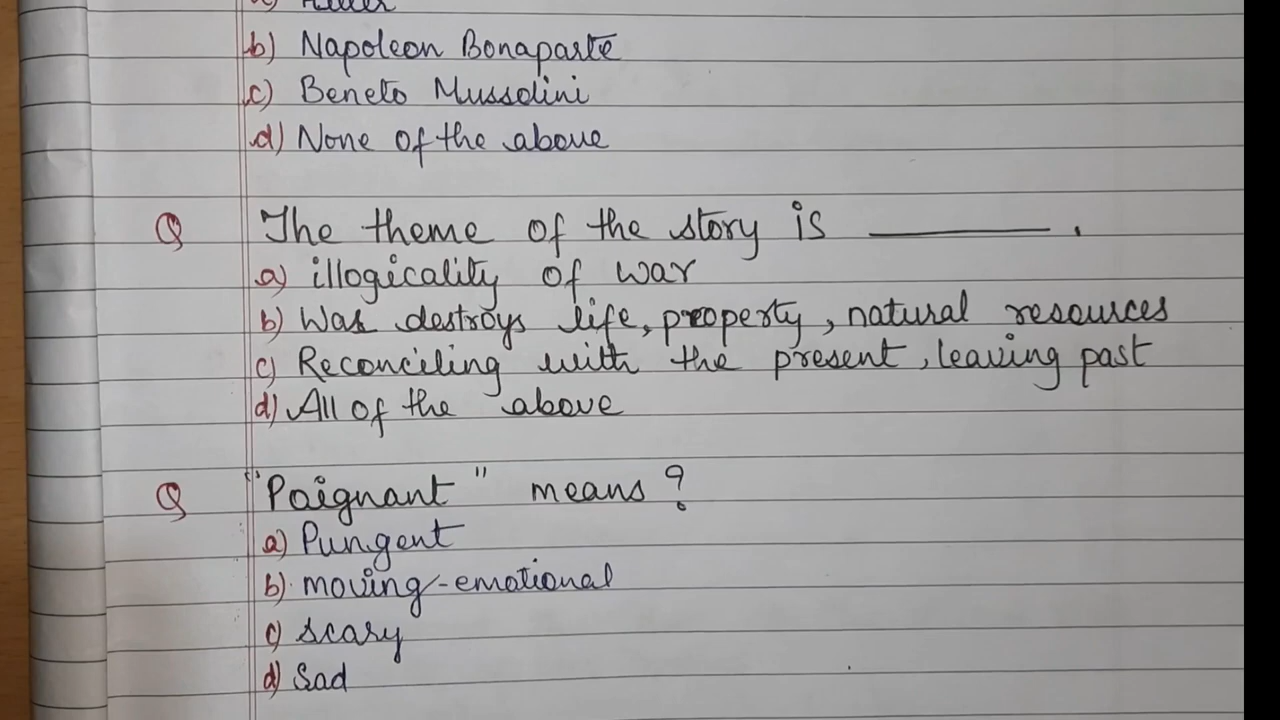 b) Napoleon Bonaparte
c) Beneto Mussolini
d) None of the above
Q The theme of the story is ______ .
a) illogicality of war
b) War destroys life, property, natural resources
c) Reconciling with the present, leaving past
d) All of the above
Q "Poignant" means ?
a) Pungent
b) moving-emotional
c) scary
d) Sad